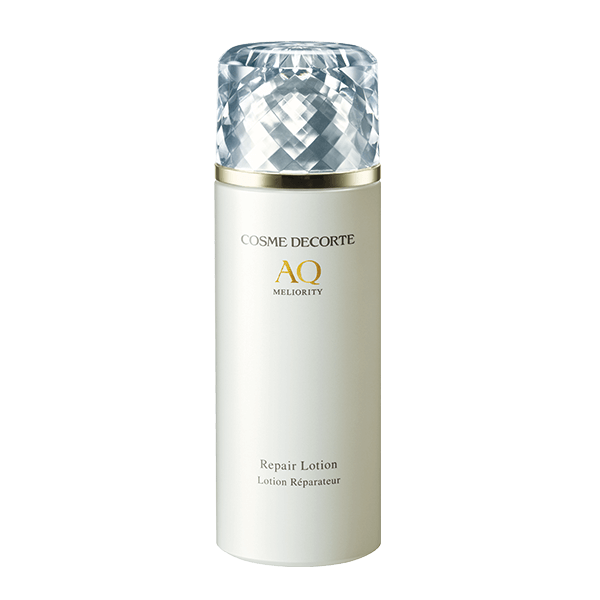 COSME DECORTE
AQ
MELIORITY
Repair Lotion
Lotion Réparateur